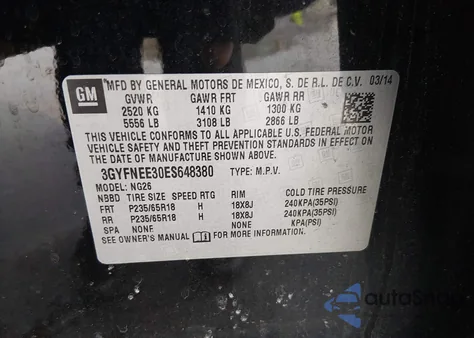 GM
MFD BY GENERAL MOTORS DE MEXICO, S. DE R.L. DE C.V. 03/14
GVWR GAWR FRT GAWR RR
2520 KG 1410 KG 1300 KG
5556 LB 3108 LB 2866 LB
THIS VEHICLE CONFORMS TO ALL APPLICABLE U.S. FEDERAL MOTOR
VEHICLE SAFETY AND THEFT PREVENTION STANDARDS IN EFFECT
ON THE DATE OF MANUFACTURE SHOWN ABOVE.
3GYFNEE30ES648380 TYPE: M.P.V.
MODEL: NG26
NBBD TIRE SIZE SPEED RTG RIM COLD TIRE PRESSURE
FRT P235/65R18 H 18X8J 240KPA(35PSI)
RR P235/65R18 H 18X8J 240KPA(35PSI)
SPA NONE NONE KPA(PSI)
SEE OWNER'S MANUAL FOR MORE INFORMATION.